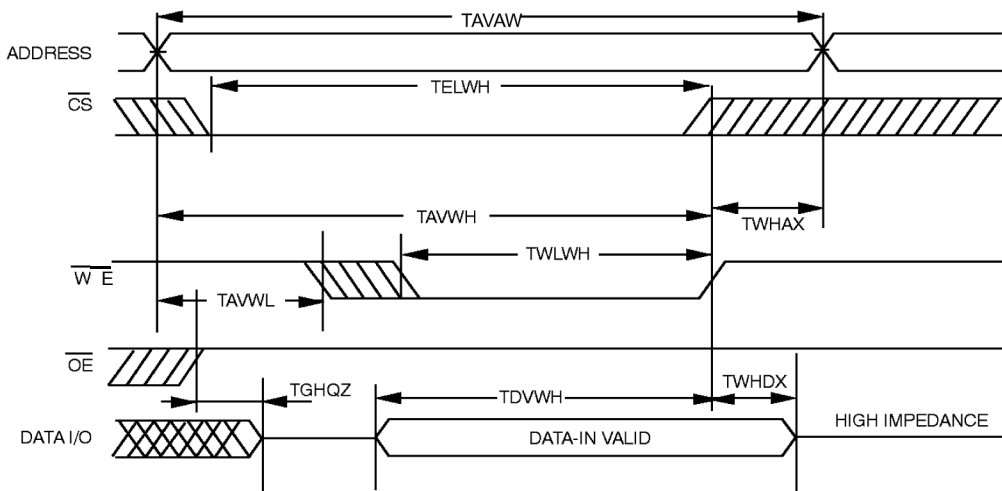 TAVAW
ADDRESS
TELWH
CS
TAVWH
TWHAX
TWLWH
W E
TAVWL
OE
TGHQZ
TDVWH
TWHDX
DATA I/O
DATA-IN VALID
HIGH IMPEDANCE